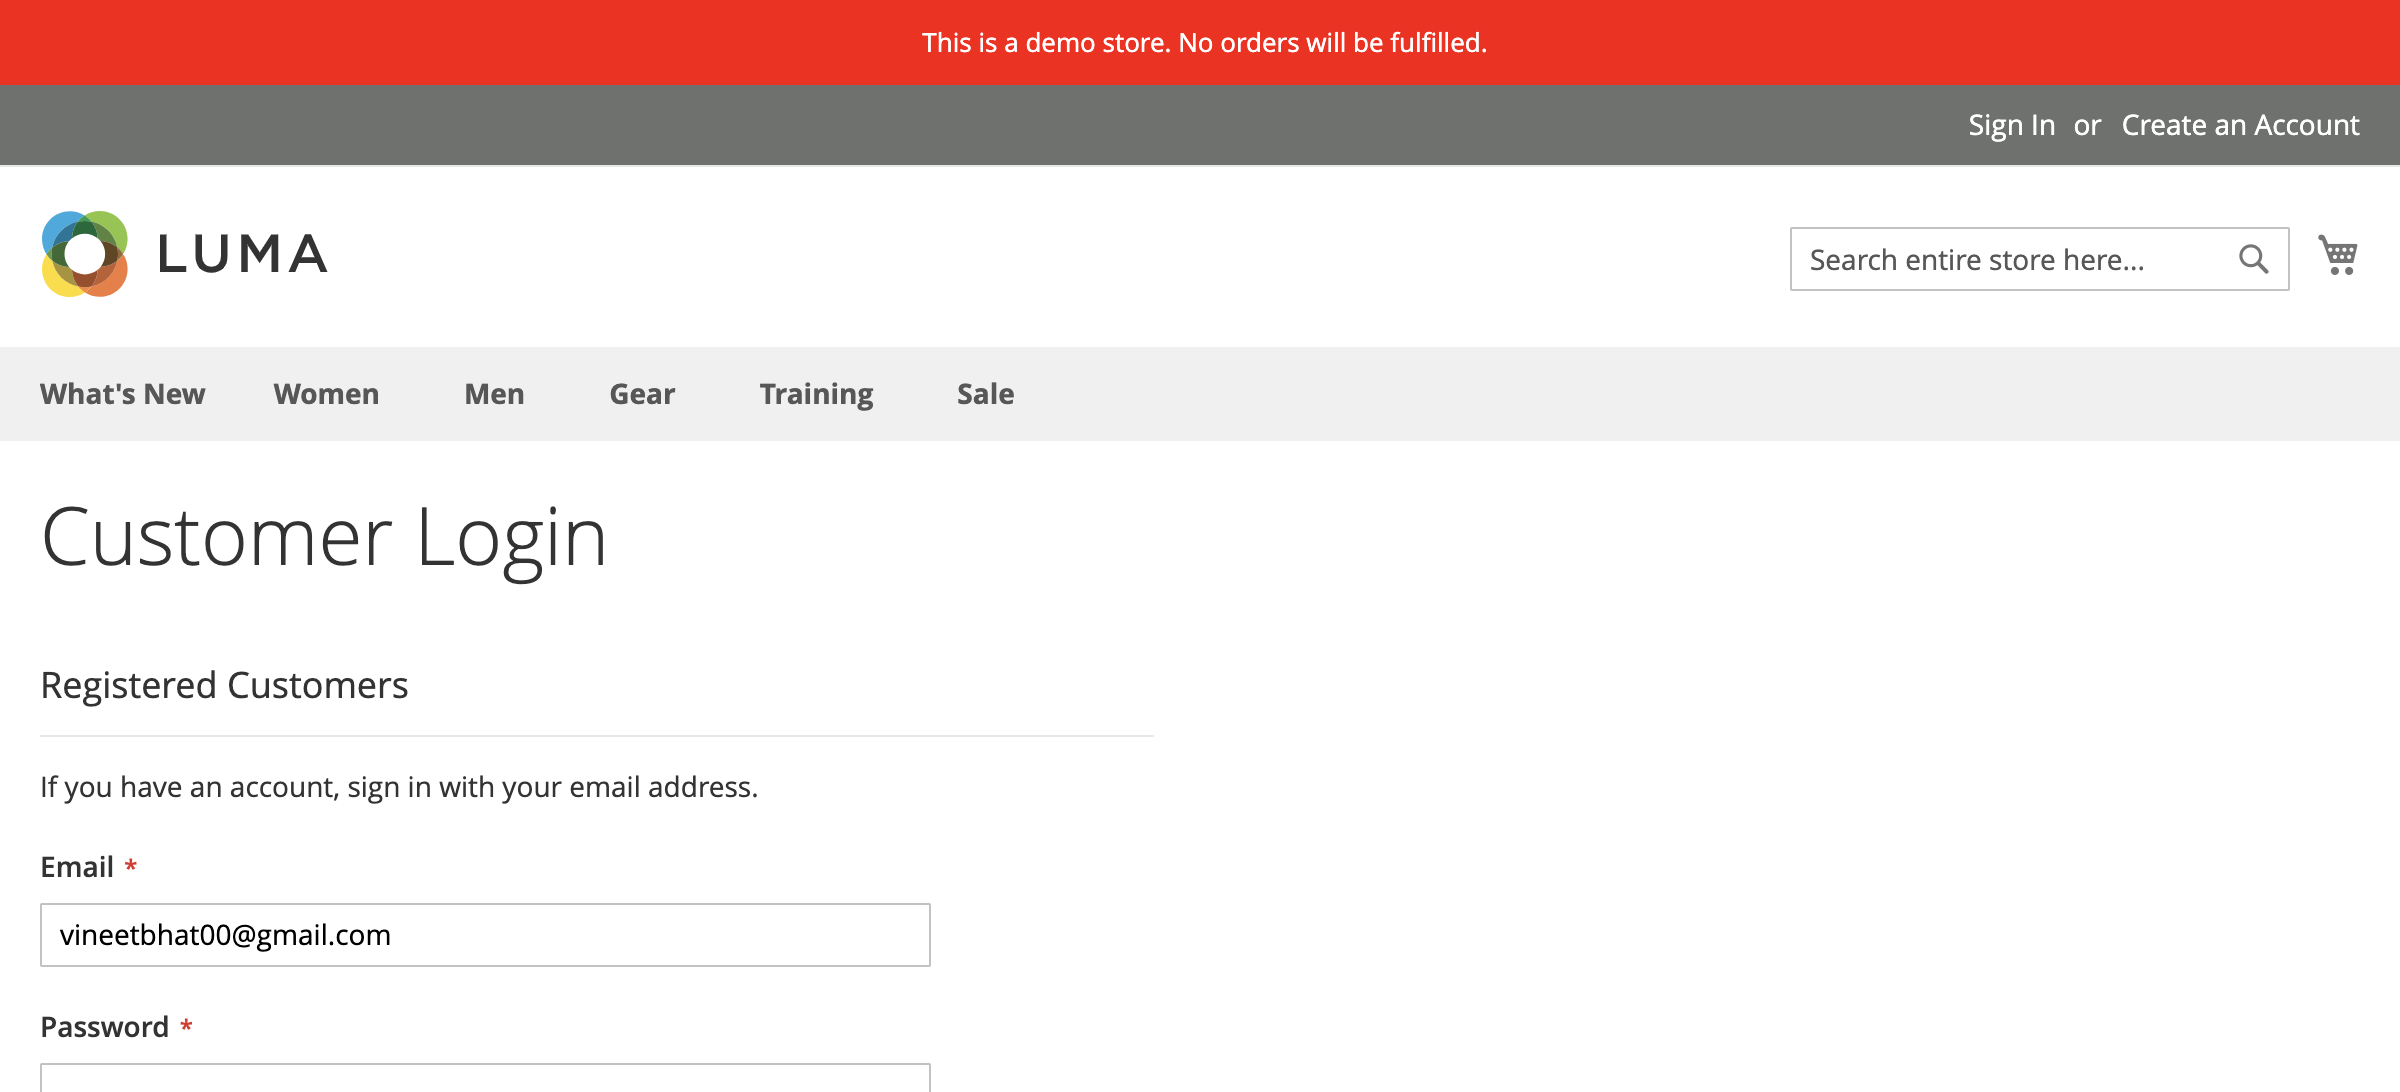 This is a demo store. No orders will be fulfilled.
Sign In or Create an Account
LUMA
Search entire store here...
What's New Women Men Gear Training Sale
Customer Login
Registered Customers
If you have an account, sign in with your email address.
Email *
vineetbhat00@gmail.com
Password *